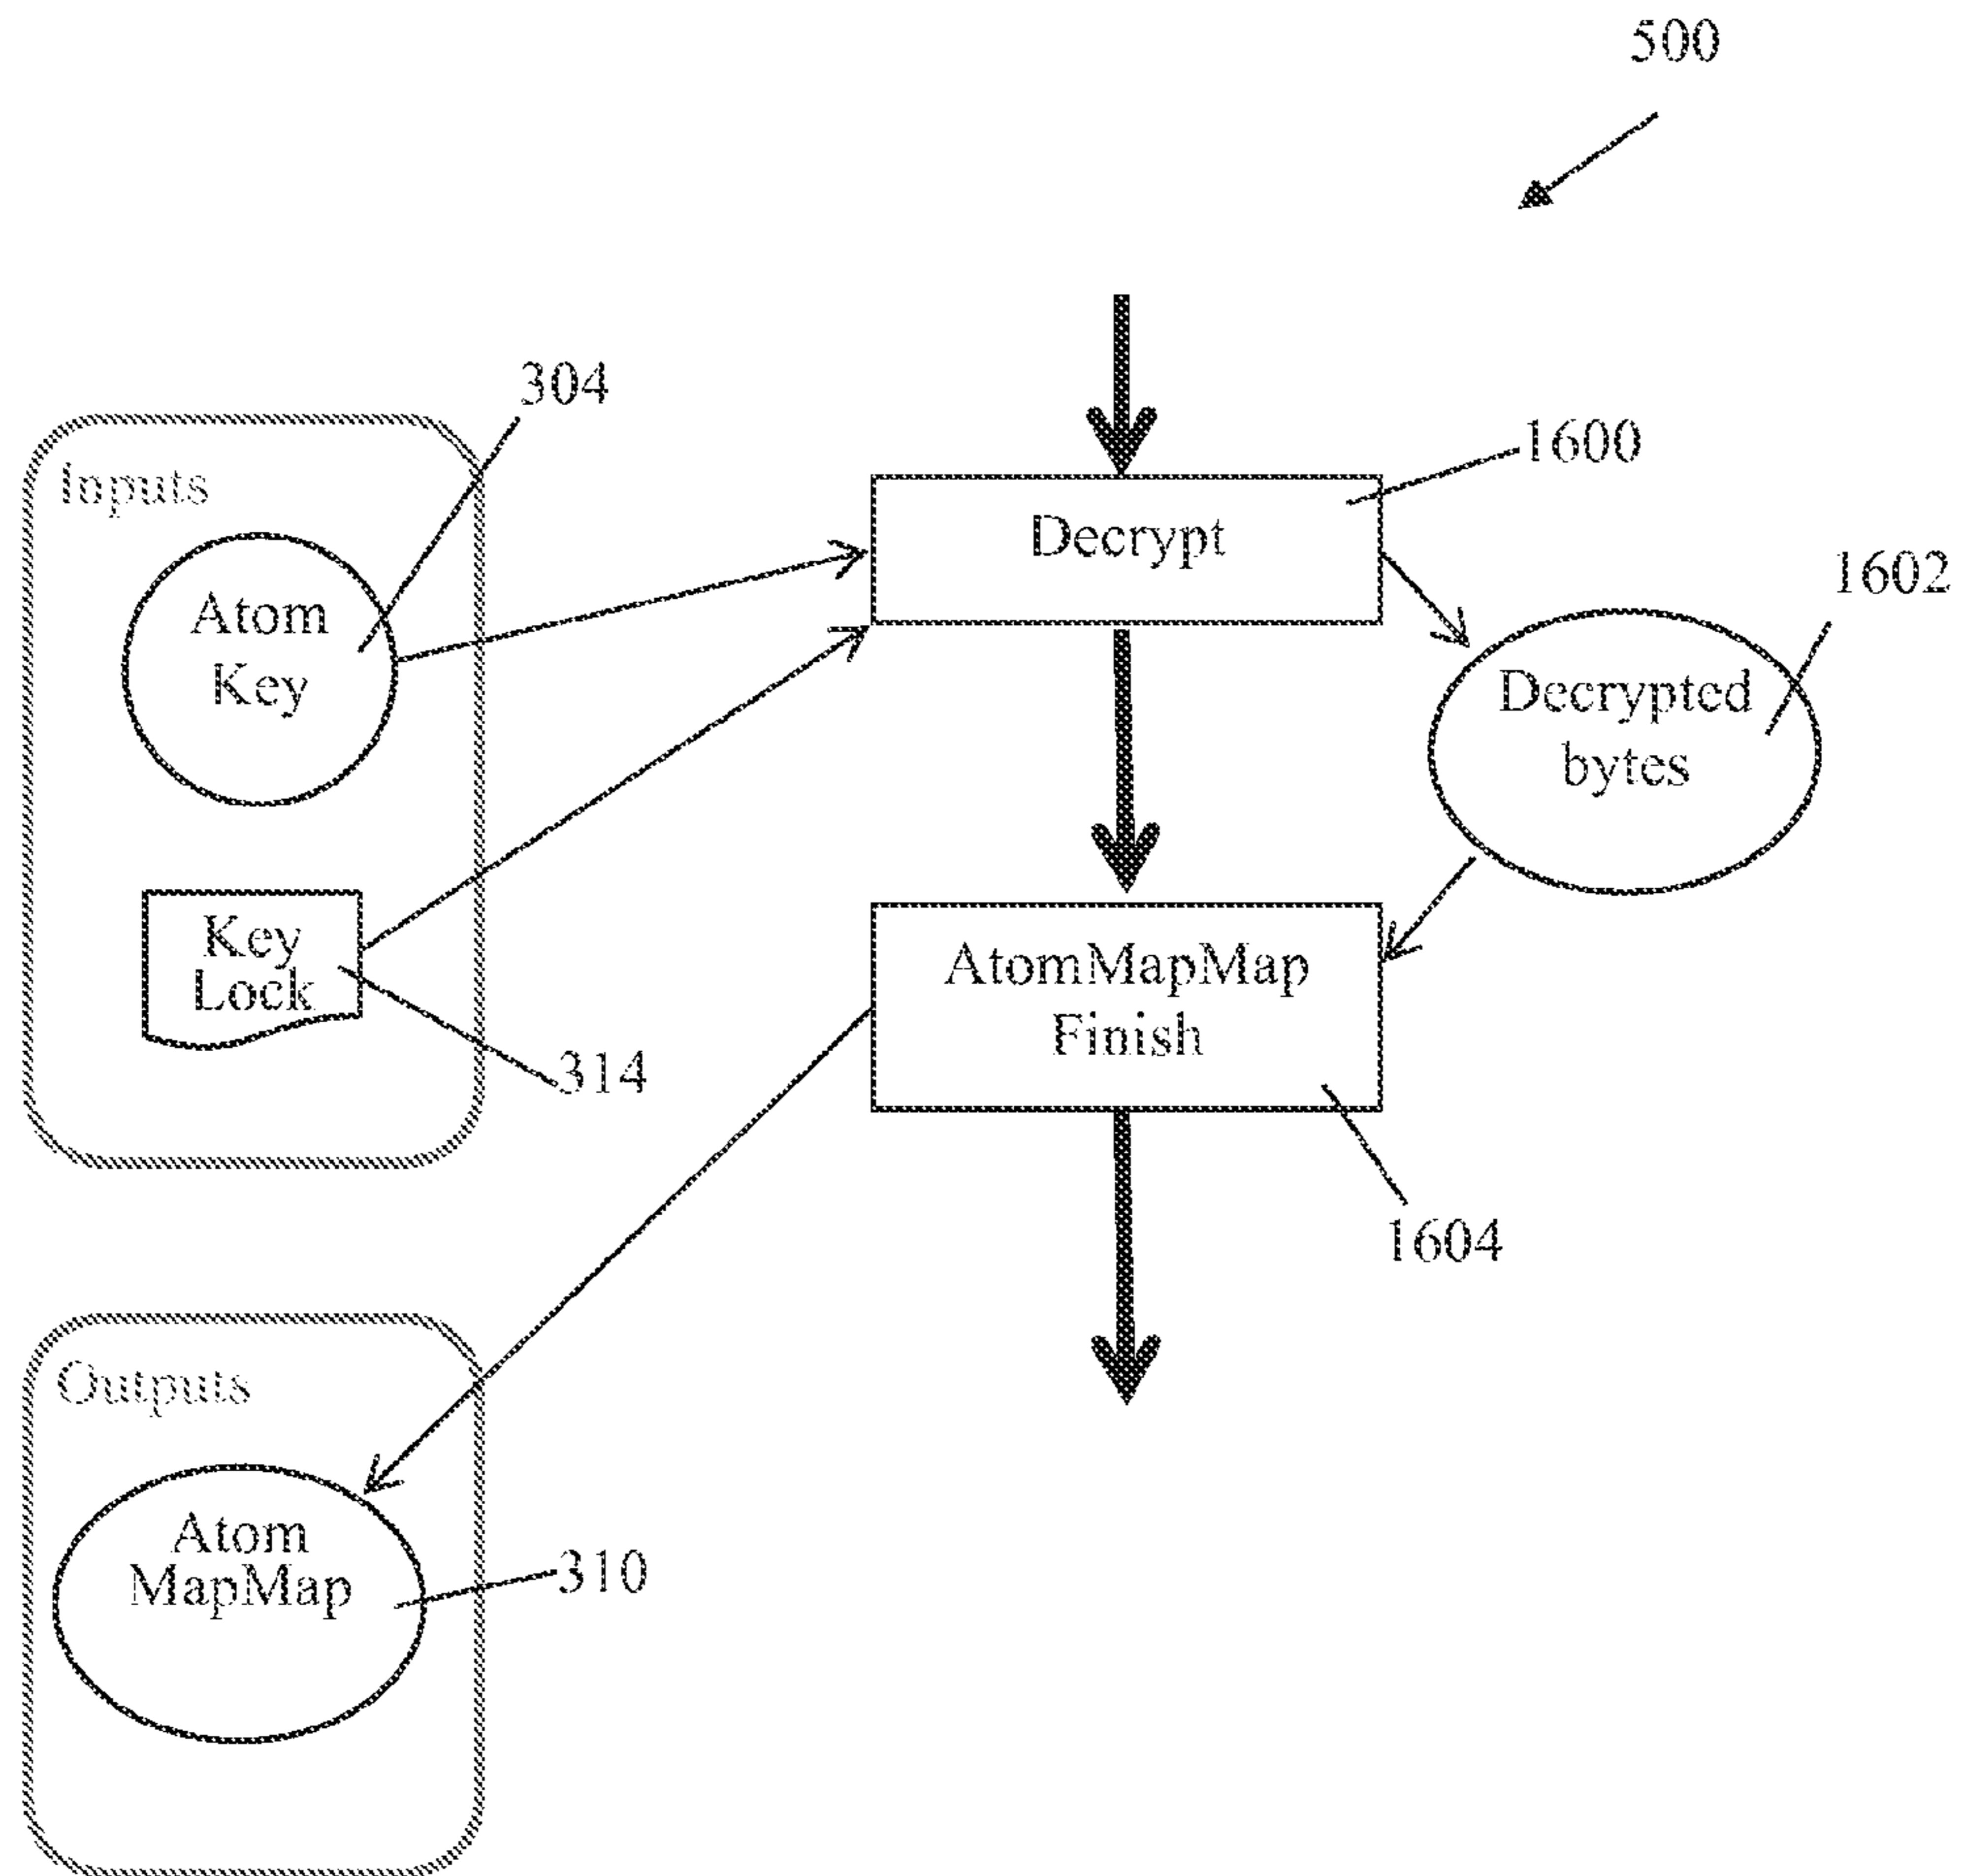 500
304
Inputs
1600
Decrypt
1602
Atom
Key
Decrypted
bytes
Key
Lock
AtomMapMap
Finish
314
1604
Outputs
Atom
MapMap
310